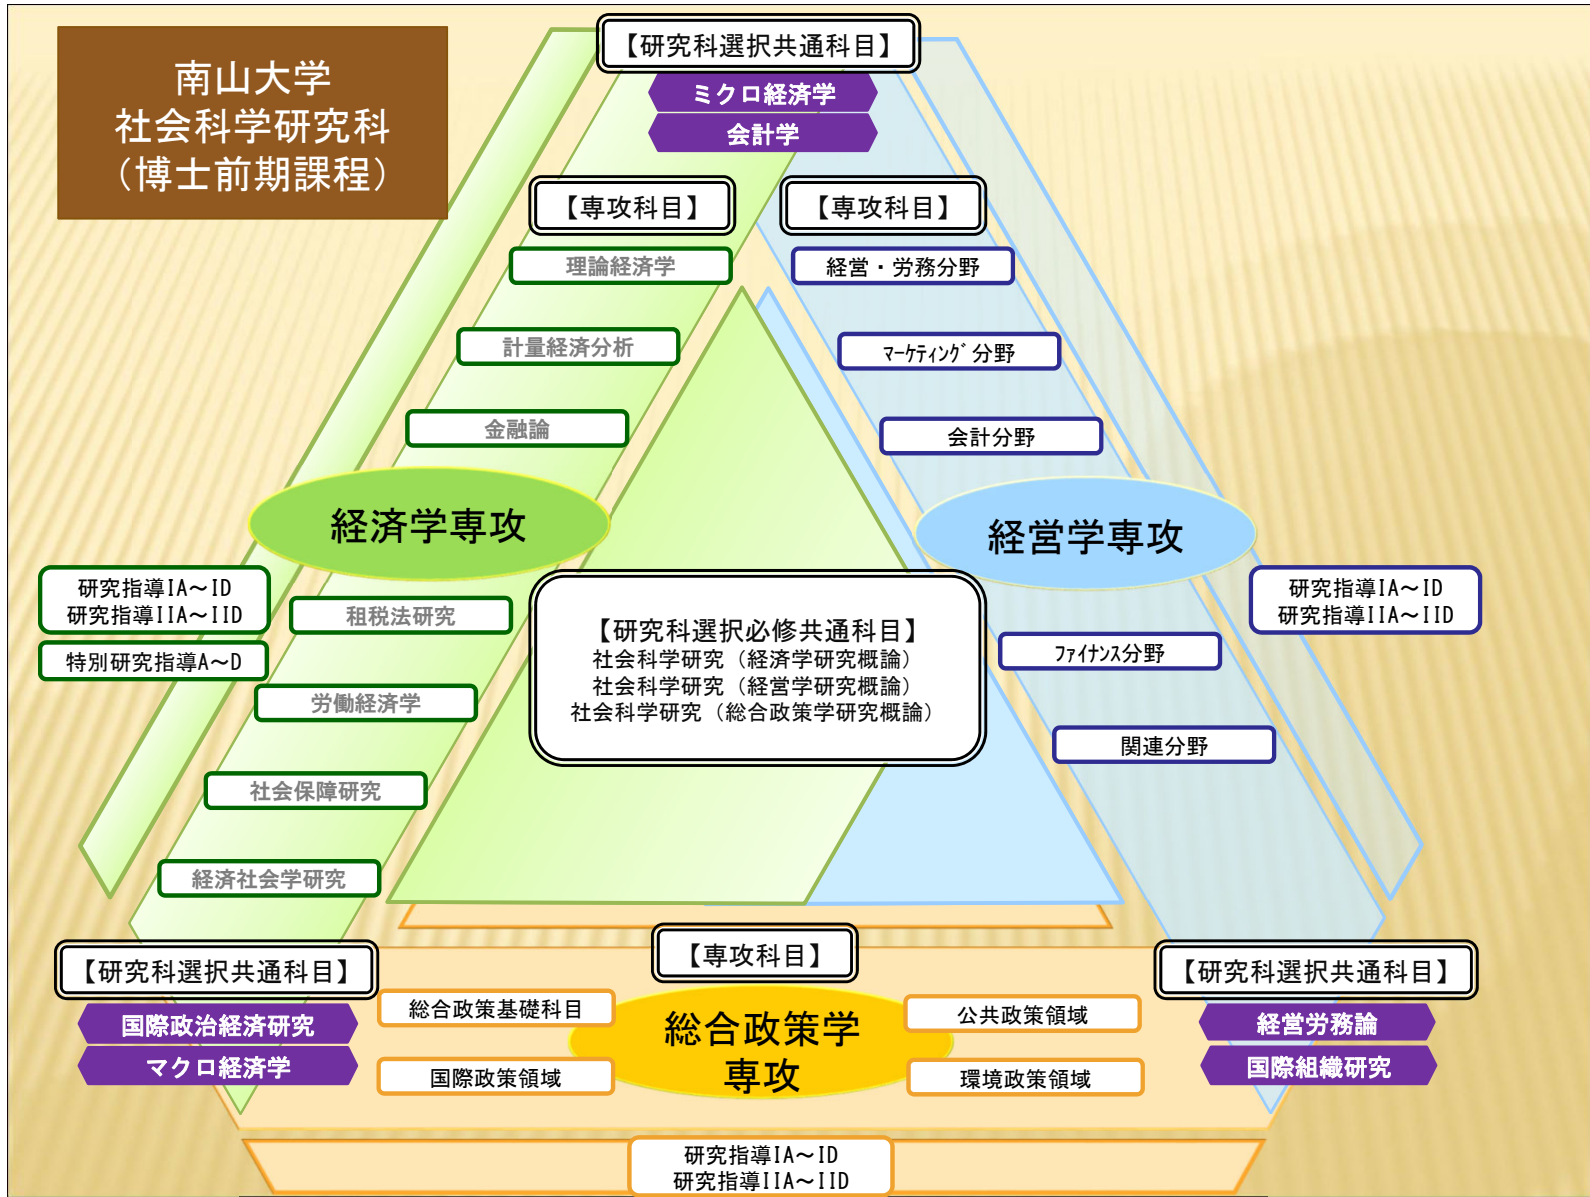 南山大学
社会科学研究科
（博士前期課程）
【研究科選択共通科目】
ミクロ経済学
会計学
【専攻科目】
理論経済学
計量経済分析
金融論
経済学専攻
研究指導IA～ID
研究指導IIA～IID
特別研究指導A～D
租税法研究
労働経済学
社会保障研究
経済社会学研究
【専攻科目】
経営・労務分野
マーケティング分野
会計分野
経営学専攻
研究指導IA～ID
研究指導IIA～IID
ファイナンス分野
関連分野
【研究科選択必修共通科目】
社会科学研究（経済学研究概論）
社会科学研究（経営学研究概論）
社会科学研究（総合政策学研究概論）
【研究科選択共通科目】
国際政治経済研究
マクロ経済学
【専攻科目】
総合政策基礎科目
国際政策領域
総合政策学
専攻
公共政策領域
環境政策領域
【研究科選択共通科目】
経営労務論
国際組織研究
研究指導IA～ID
研究指導IIA～IID